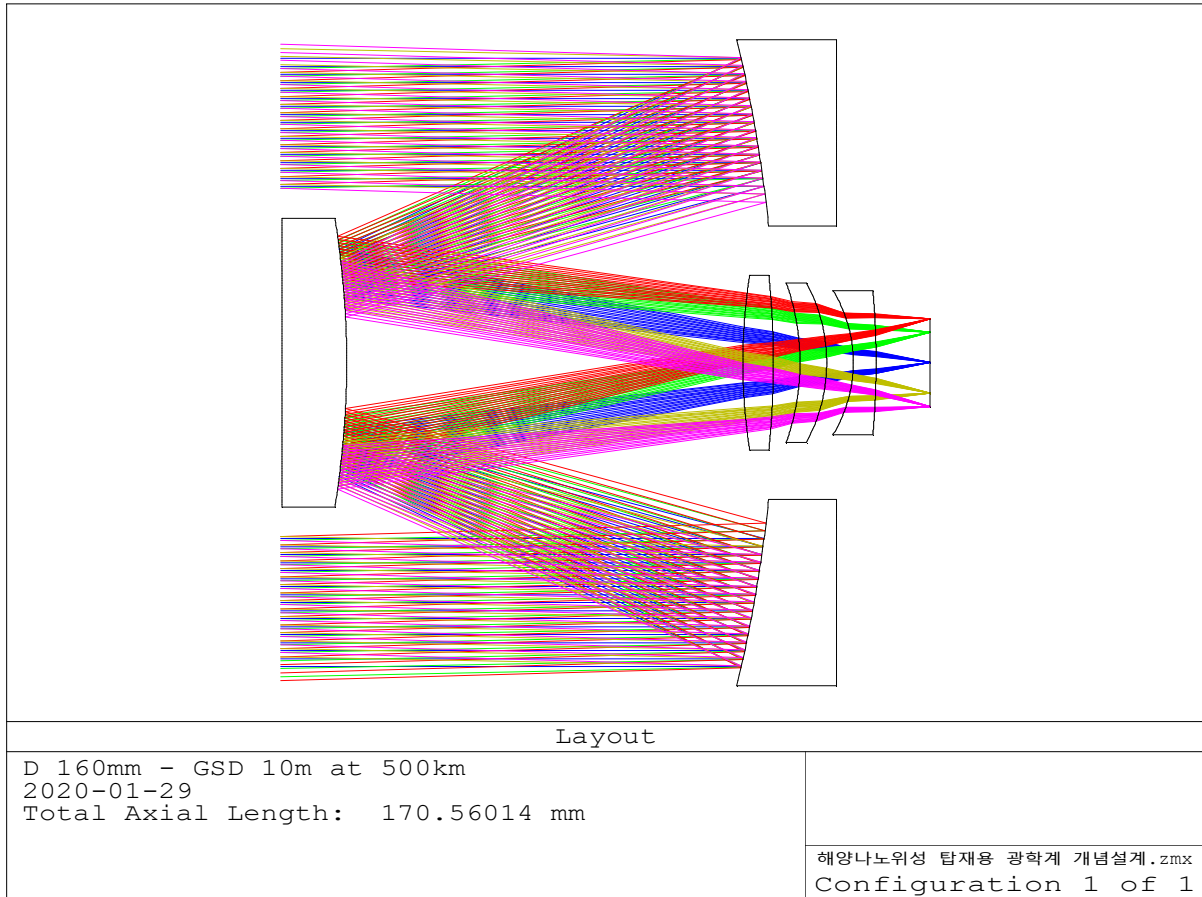 Layout
D 160mm - GSD 10m at 500km
2020-01-29
Total Axial Length: 170.56014 mm
해양나노위성 탑재용 광학계 개념설계.zmx
Configuration 1 of 1